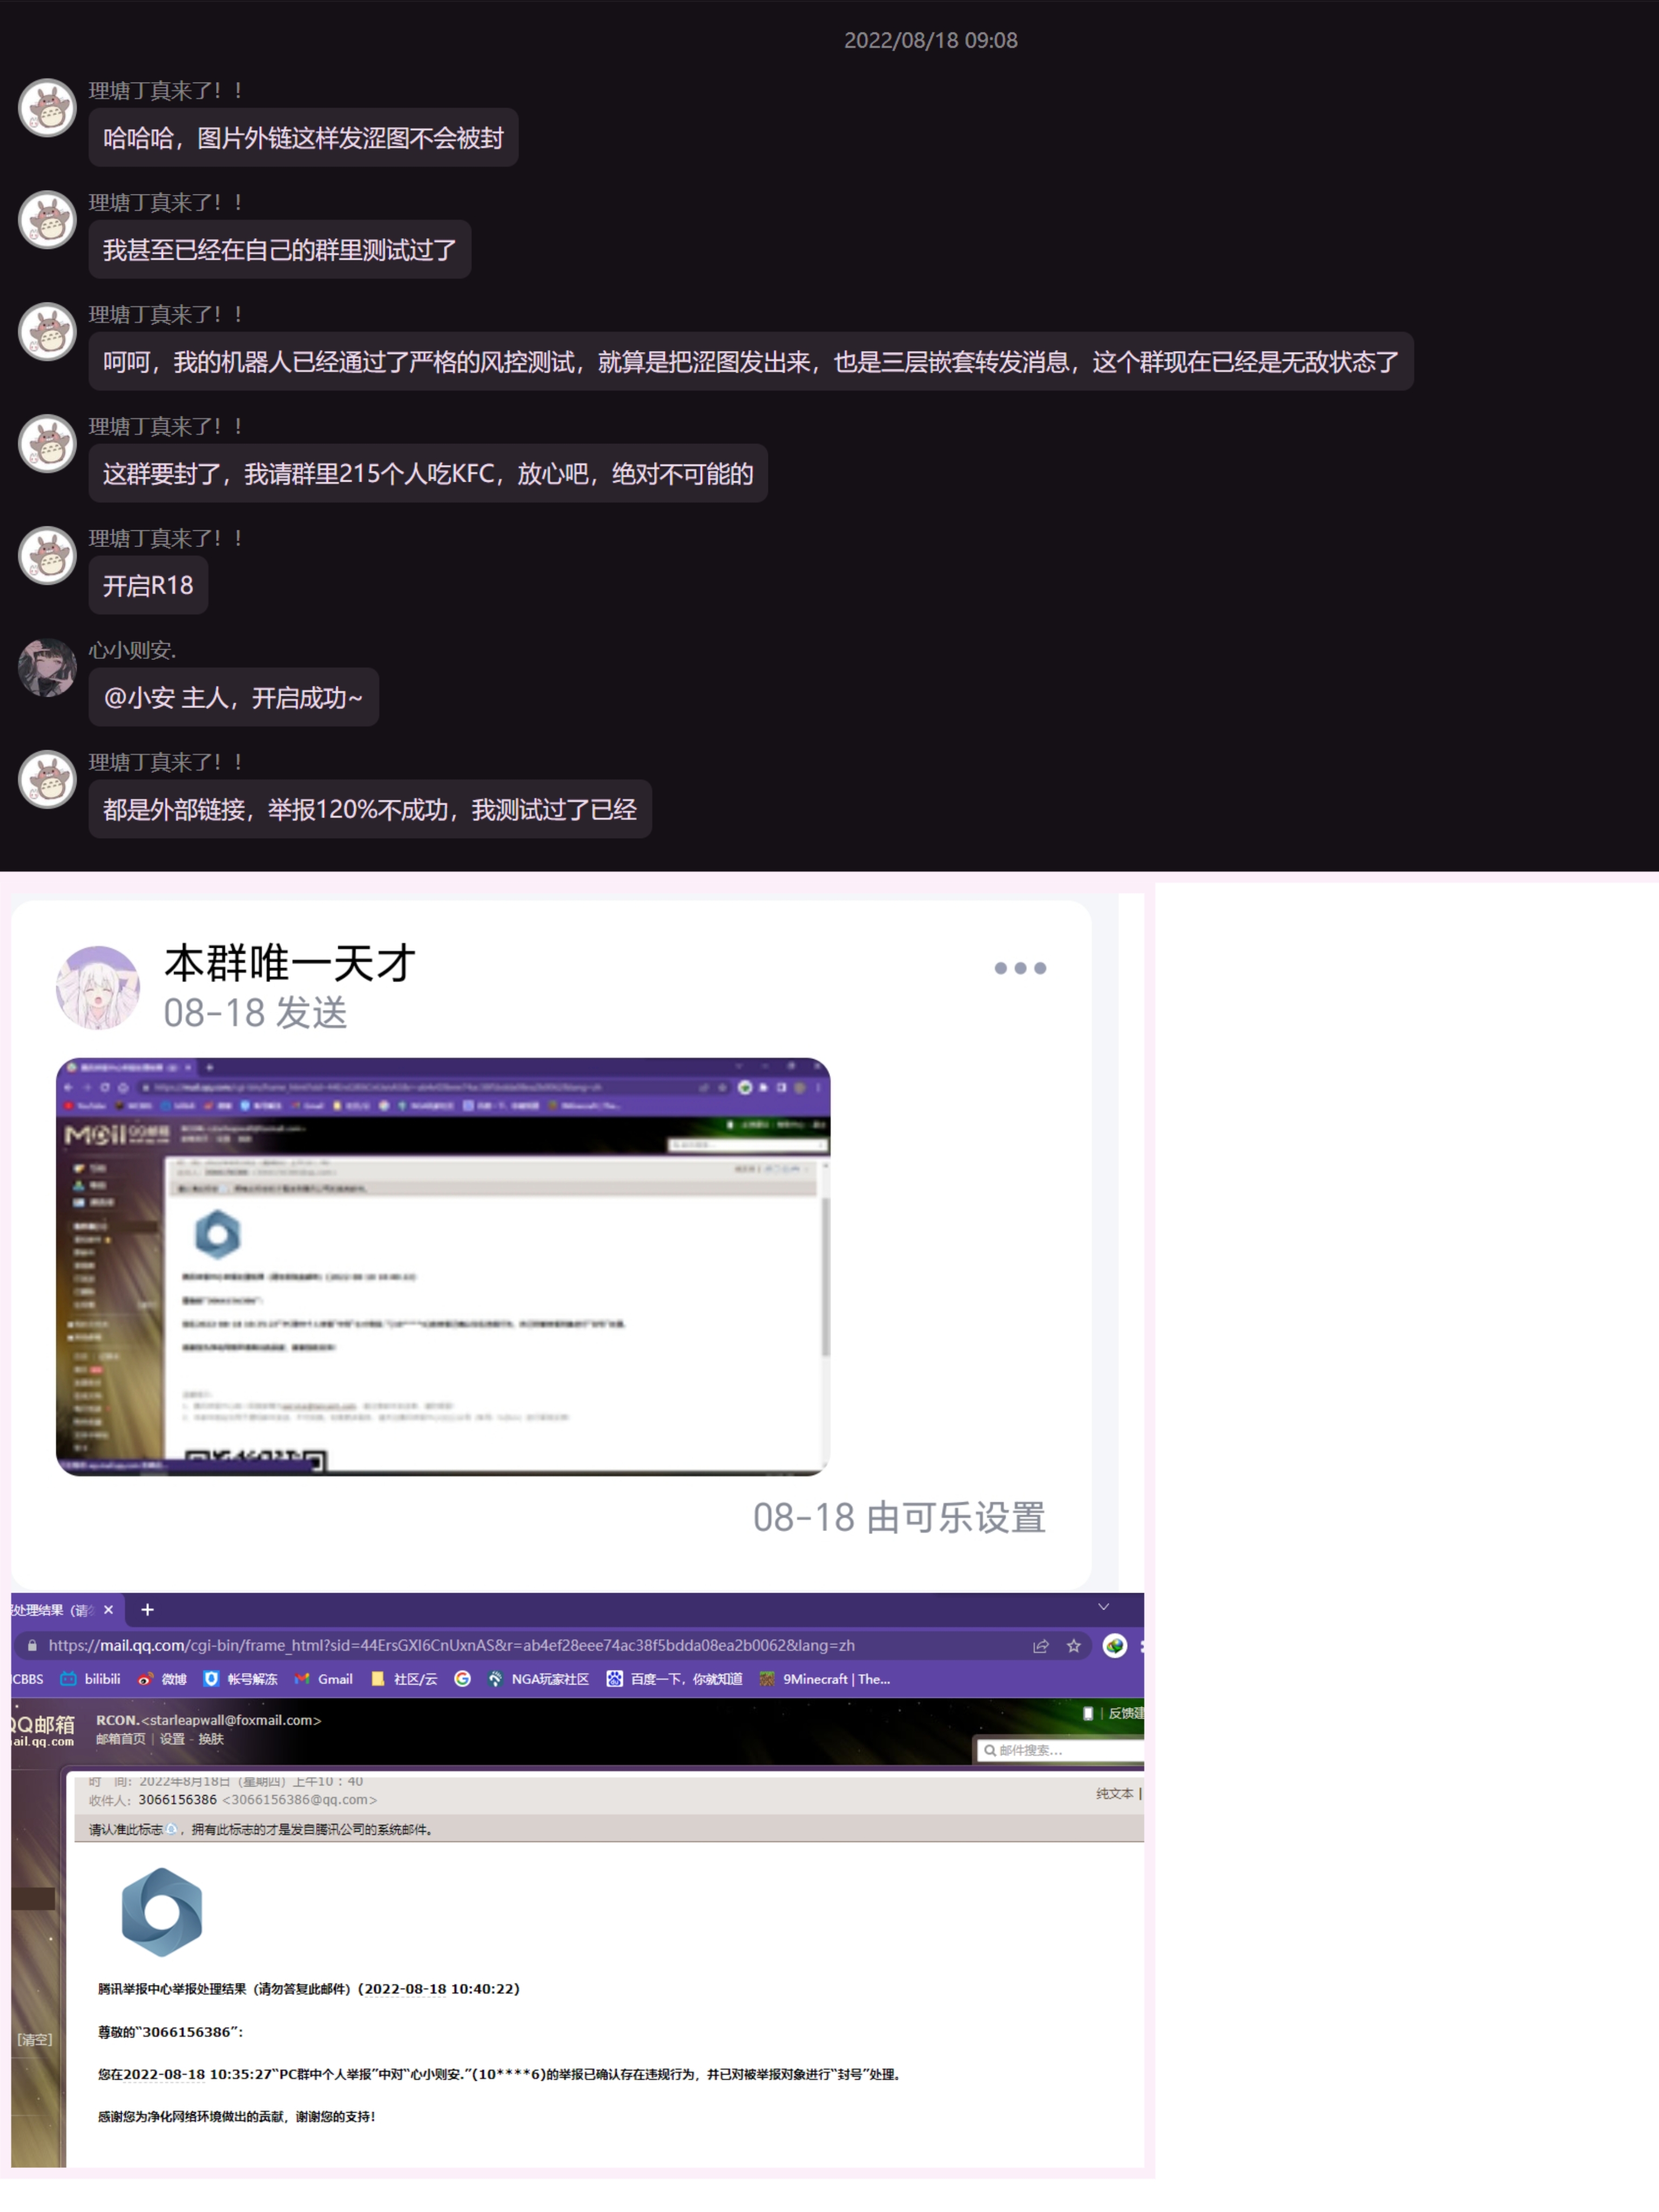 2022/08/18 09:08
理塘丁真来了！！
哈哈哈，图片外链这样发涩图不会被封
理塘丁真来了！！
我甚至已经在自己的群里测试过了
理塘丁真来了！！
呵呵，我的机器人已经通过了严格的风控测试，就算是把涩图发出来，也是三层嵌套转发消息，这个群现在已经是无敌状态了
理塘丁真来了！！
这群要封了，我请群里215个人吃KFC，放心吧，绝对不可能的
理塘丁真来了！！
开启R18
心小则安.
@小安 主人，开启成功~
理塘丁真来了！！
都是外部链接，举报120%不成功，我测试过了已经
本群唯一天才
08-18 发送
Mail QQ邮箱
08-18 由可乐设置
处理结果（请
https://mail.qq.com/cgi-bin/frame_html?sid=44ErsGXI6CnUxnAS&r=ab4ef28eee74ac38f5bdda08ea2b0062&lang=zh
CBBS bilibili 微博 帐号解冻 Gmail 社区/云 NGA玩家社区 百度一下，你就知道 9Minecraft | The...
QQ邮箱 RCON.<starleapwall@foxmail.com> 反馈建
ail.qq.com 邮箱首页 | 设置 - 换肤
邮件搜索...
时 间：2022年8月18日（星期四）上午10：40
收件人：3066156386 <3066156386@qq.com> 纯文本 |
请认准此标志，拥有此标志的才是发自腾讯公司的系统邮件。
腾讯举报中心举报处理结果（请勿答复此邮件）（2022-08-18 10:40:22）
尊敬的“3066156386”：
[清空]
您在2022-08-18 10:35:27“PC群中个人举报”中对“心小则安.”(10****6)的举报已确认存在违规行为，并已对被举报对象进行“封号”处理。
感谢您为净化网络环境做出的贡献，谢谢您的支持！